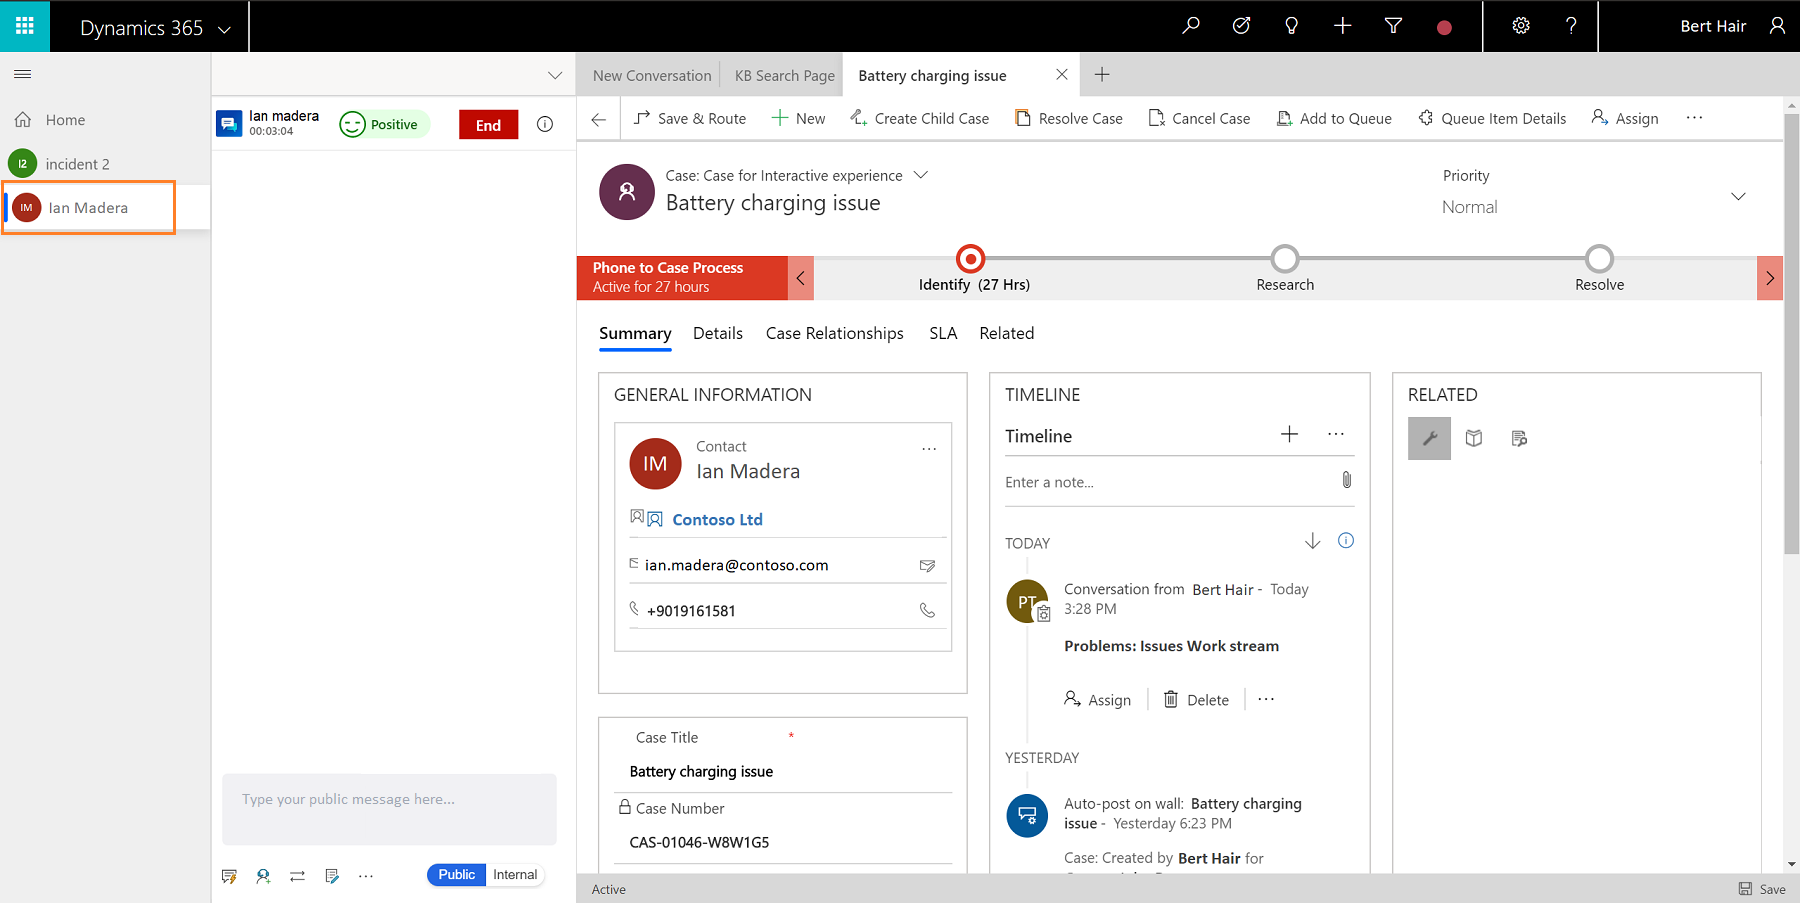 Dynamics 365
Bert Hair
Home
I2 incident 2
IM Ian Madera
Ian madera
00:03:04
Positive
End
Type your public message here...
Public Internal
New Conversation KB Search Page Battery charging issue
Save & Route New Create Child Case Resolve Case Cancel Case Add to Queue Queue Item Details Assign ...
Case: Case for Interactive experience
Battery charging issue
Priority
Normal
Phone to Case Process
Active for 27 hours
Identify (27 Hrs) Research Resolve
Summary Details Case Relationships SLA Related
GENERAL INFORMATION
IM
Contact
Ian Madera
...
Contoso Ltd
ian.madera@contoso.com
+9019161581
Case Title *
Battery charging issue
Case Number
CAS-01046-W8W1G5
TIMELINE
Timeline
Enter a note...
TODAY
PT
Conversation from Bert Hair - Today
3:28 PM
Problems: Issues Work stream
Assign Delete ...
YESTERDAY
Auto-post on wall: Battery charging
issue - Yesterday 6:23 PM
Case: Created by Bert Hair for
RELATED
Active
Save